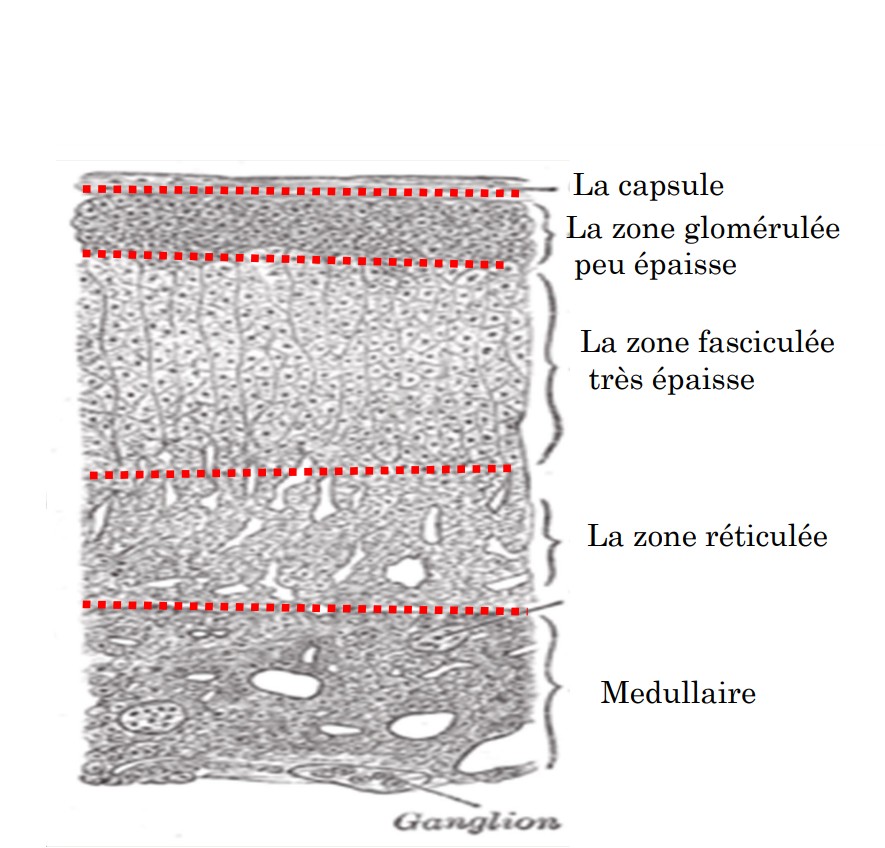 La capsule
La zone glomérulée
peu épaisse
La zone fasciculée
très épaisse
La zone réticulée
Medullaire
Ganglion